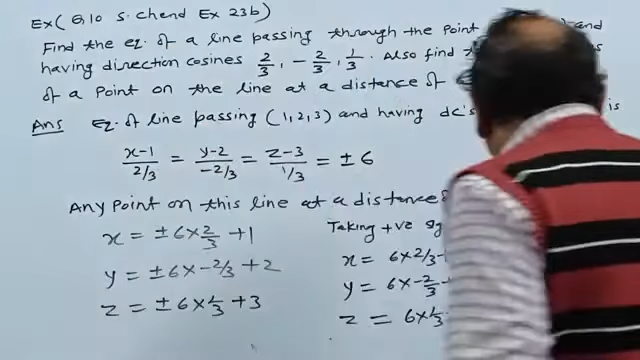 Ex (Q10 S. Chend Ex 23b)
Find the eq. of a line passing through the point and
having direction cosines 2/3, -2/3, 1/3. Also find
of a point on the line at a distance of
Ans Eq. of line passing (1, 2, 3) and having dc's is
x-1/2/3 = y-2/-2/3 = z-3/1/3 = ±6
Any point on this line at a distance
x = ±6×2/3 +1
y = ±6×-2/3 +2
z = ±6×1/3 +3
Taking +ve
x = 6×2/3
y = 6×-2/3
z = 6×1/3